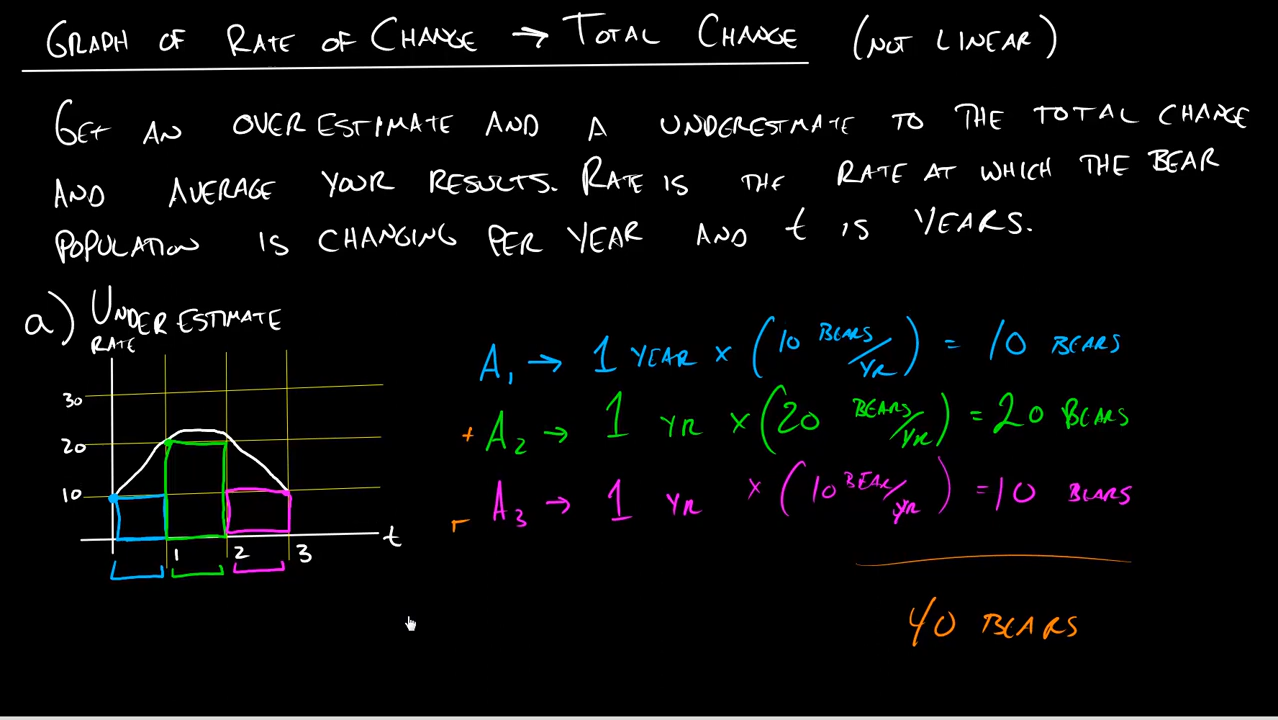 GRAPH OF RATE OF CHANGE → TOTAL CHANGE (NOT LINEAR)
GET AN OVERESTIMATE AND A UNDERESTIMATE TO THE TOTAL CHANGE
AND AVERAGE YOUR RESULTS. RATE IS THE RATE AT WHICH THE BEAR
POPULATION IS CHANGING PER YEAR AND t IS YEARS.
a) UNDERESTIMATE
RATE
30
20
10
1 2 3
t
A₁ → 1 YEAR × (10 BEARS/YR) = 10 BEARS
+ A₂ → 1 YR × (20 BEARS/YR) = 20 BEARS
A₃ → 1 YR × (10 BEAR/YR) = 10 BEARS
40 BEARS